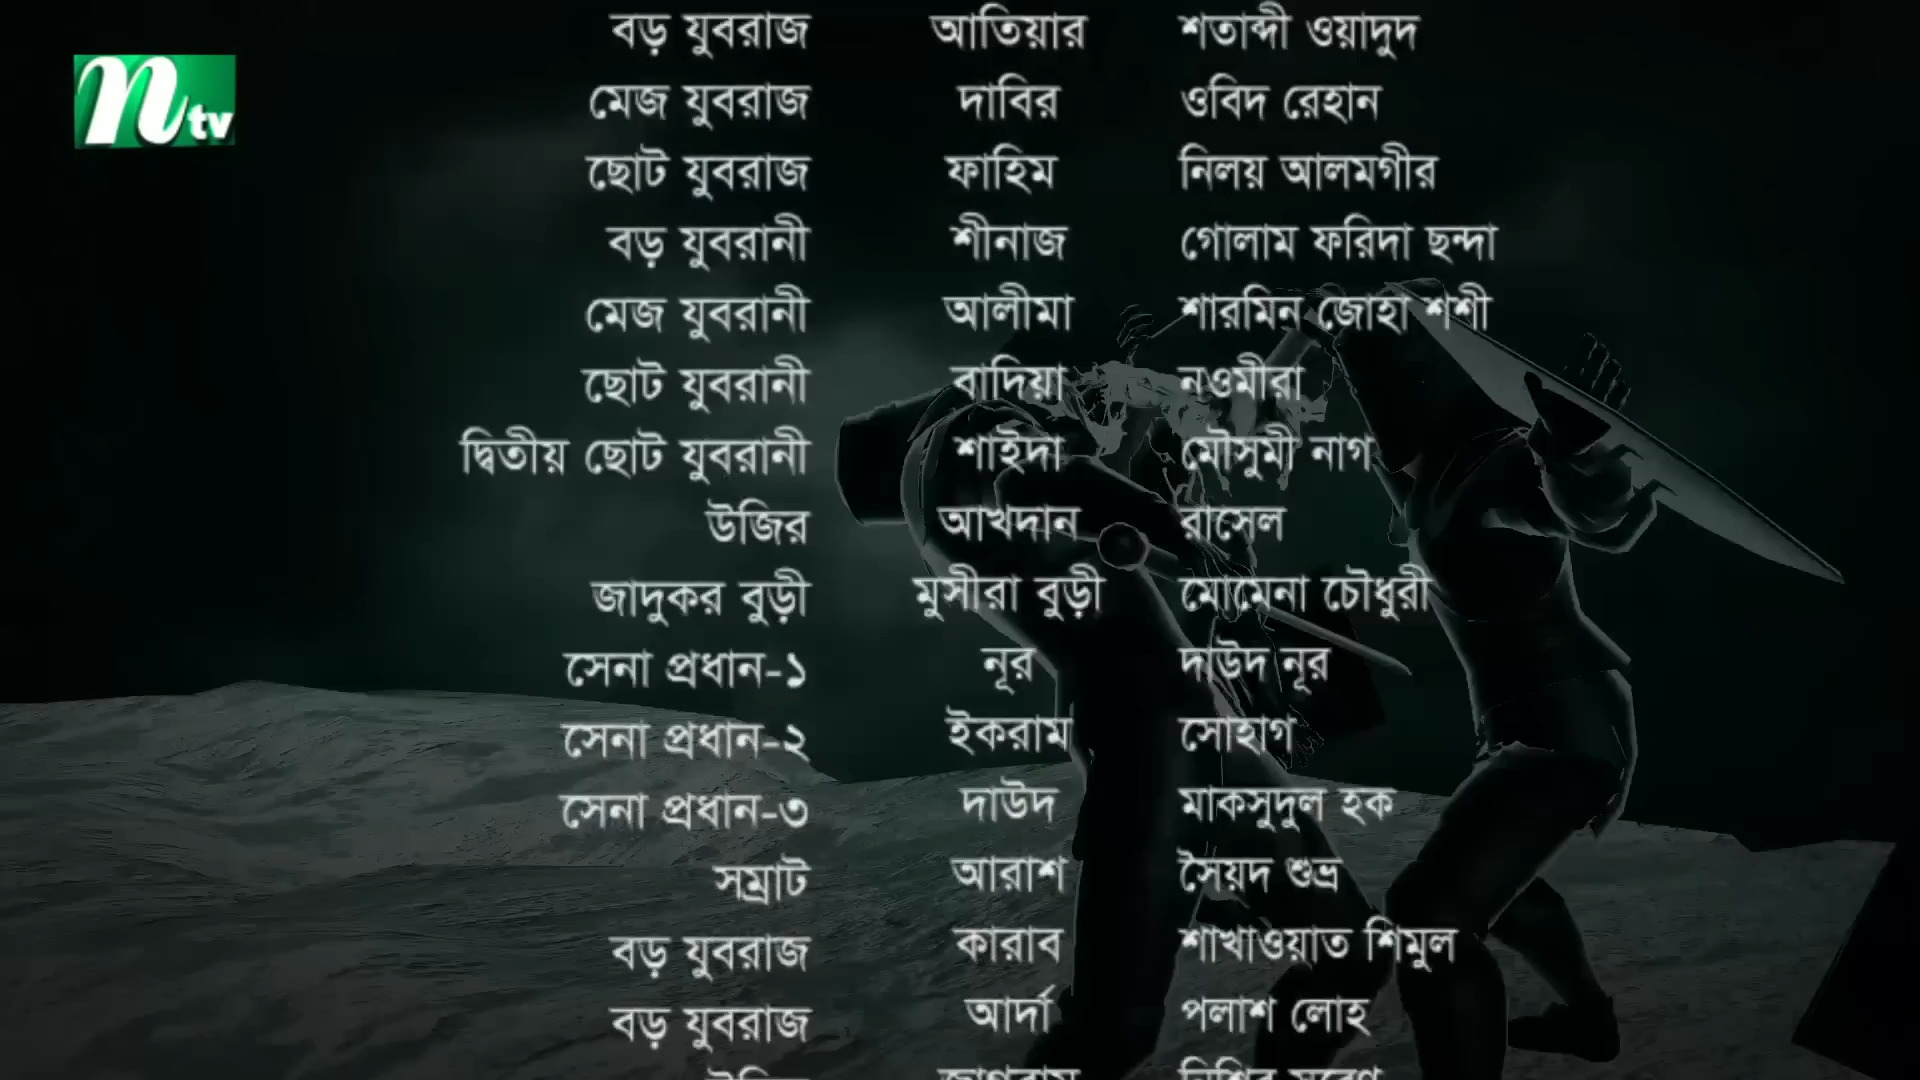 বড় যুবরাজ আতিয়ার শতাব্দী ওয়াদুদ
ntv
মেজ যুবরাজ দাবির ওবিদ রেহান
ছোট যুবরাজ ফাহিম নিলয় আলমগীর
বড় যুবরানী শীনাজ গোলাম ফরিদা ছন্দা
মেজ যুবরানী আলীমা শারমিন জোহা শশী
ছোট যুবরানী বাদিয়া নওমীরা
দ্বিতীয় ছোট যুবরানী শাইদা মৌসুমী নাগ
উজির আখদান রাসেল
জাদুকর বুড়ী মুসীরা বুড়ী মোমেনা চৌধুরী
সেনা প্রধান-১ নূর দাউদ নূর
সেনা প্রধান-২ ইকরাম সোহাগ
সেনা প্রধান-৩ দাউদ মাকসুদুল হক
সম্রাট আরাশ সৈয়দ শুভ্র
বড় যুবরাজ কারাব শাখাওয়াত শিমুল
বড় যুবরাজ আর্দা পলাশ লোহ